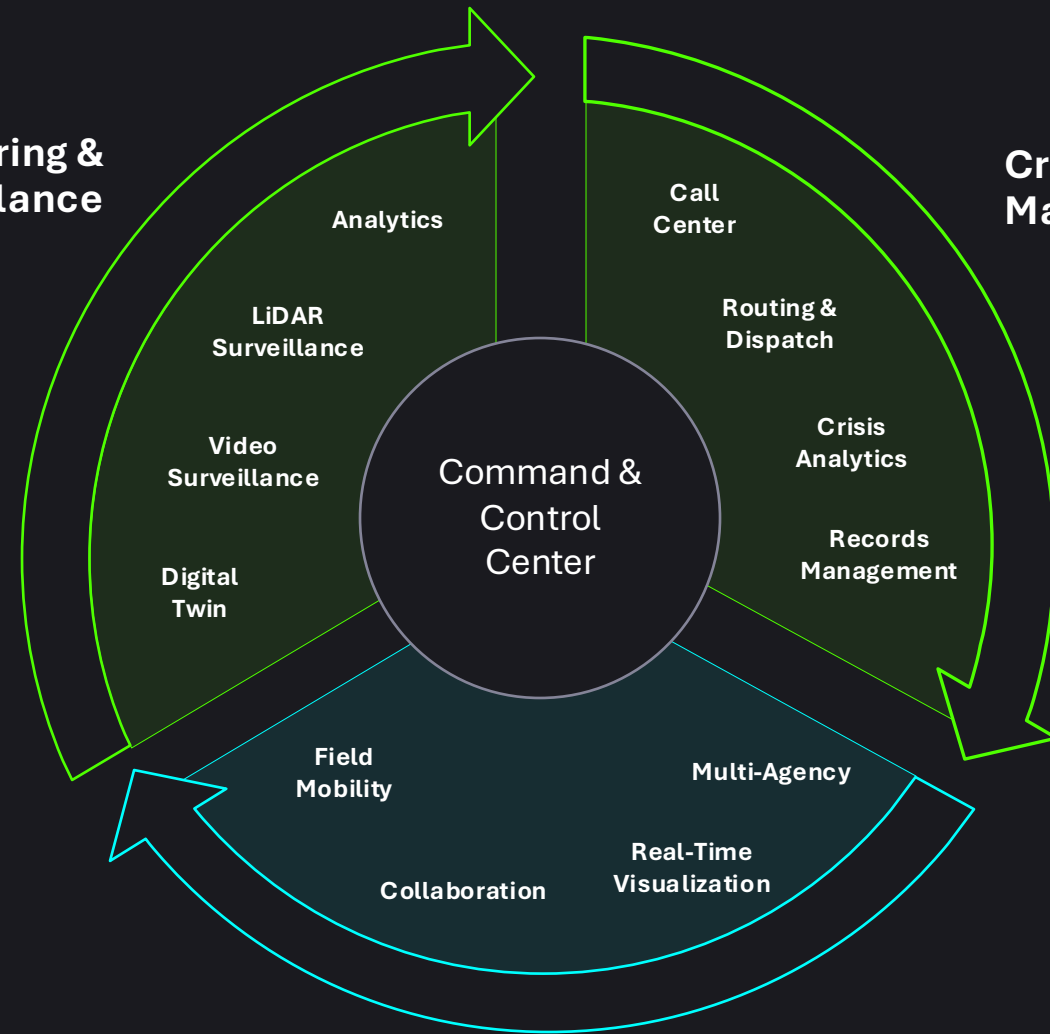 ring &
lance
Cr
Ma
Analytics
LiDAR
Surveillance
Video
Surveillance
Digital
Twin
Call
Center
Routing &
Dispatch
Crisis
Analytics
Records
Management
Command &
Control
Center
Field
Mobility
Collaboration
Multi-Agency
Real-Time
Visualization